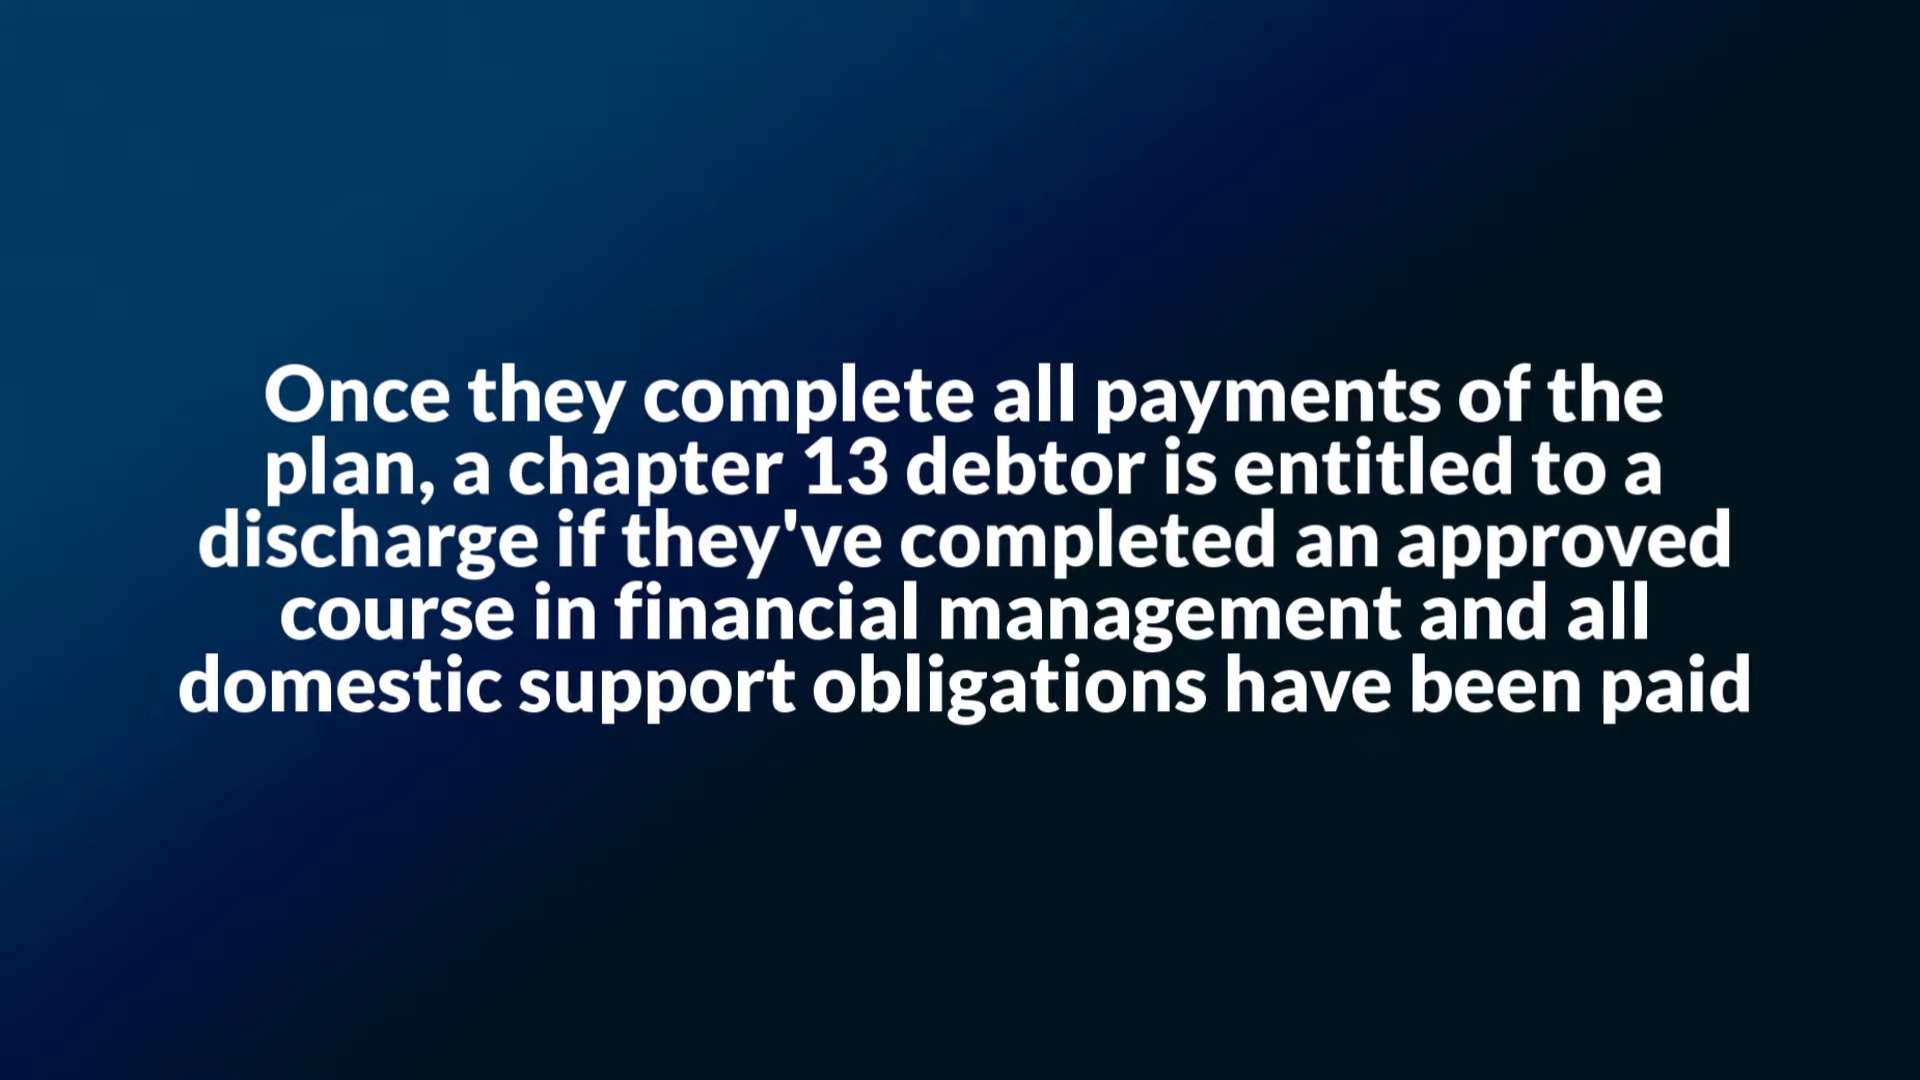 Once they complete all payments of the
plan, a chapter 13 debtor is entitled to a
discharge if they've completed an approved
course in financial management and all
domestic support obligations have been paid